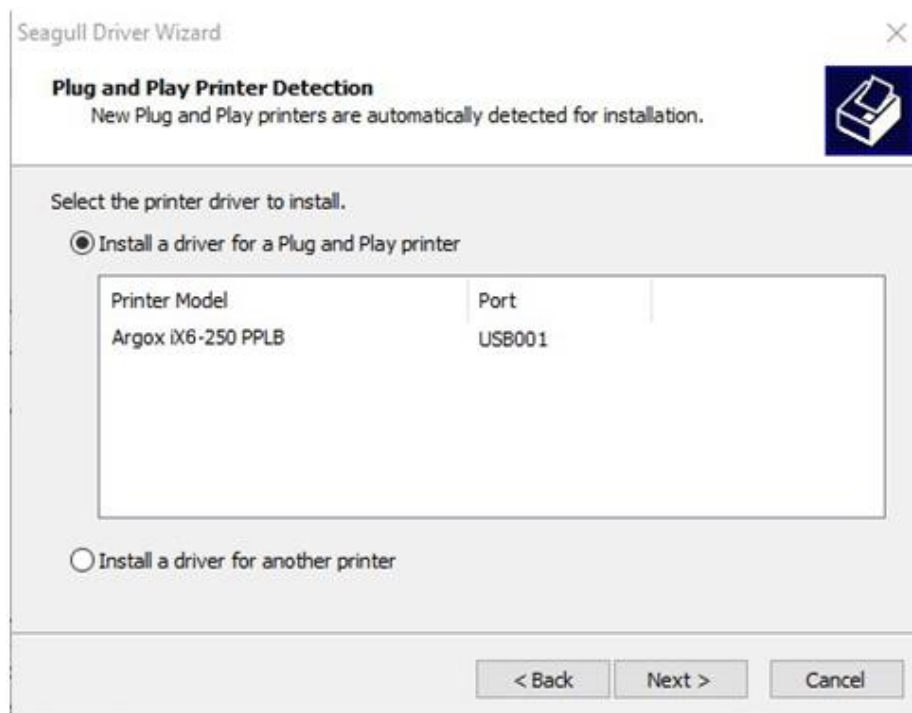 Seagull Driver Wizard
Plug and Play Printer Detection
New Plug and Play printers are automatically detected for installation.
Select the printer driver to install.
Install a driver for a Plug and Play printer
Printer Model Port
Argox iX6-250 PPLB USB001
Install a driver for another printer
< Back Next > Cancel